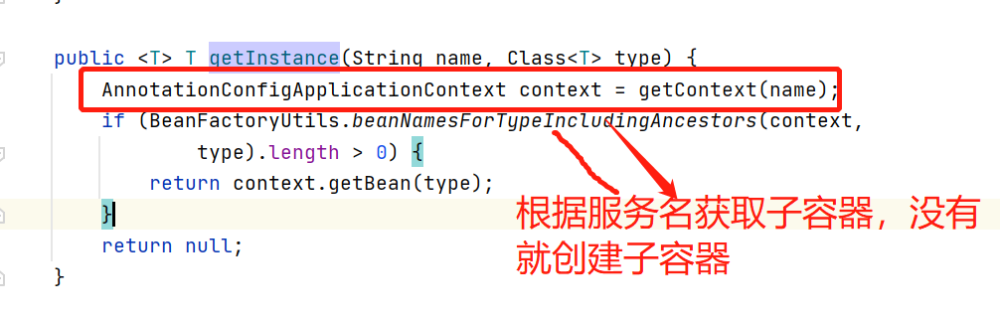 }
public <T> T getInstance(String name, Class<T> type) {
AnnotationConfigApplicationContext context = getContext(name);
if (BeanFactoryUtils.beanNamesForTypeIncludingAncestors(context,
type).length > 0) {
return context.getBean(type);
}
return null;
}
根据服务名获取子容器，没有
就创建子容器